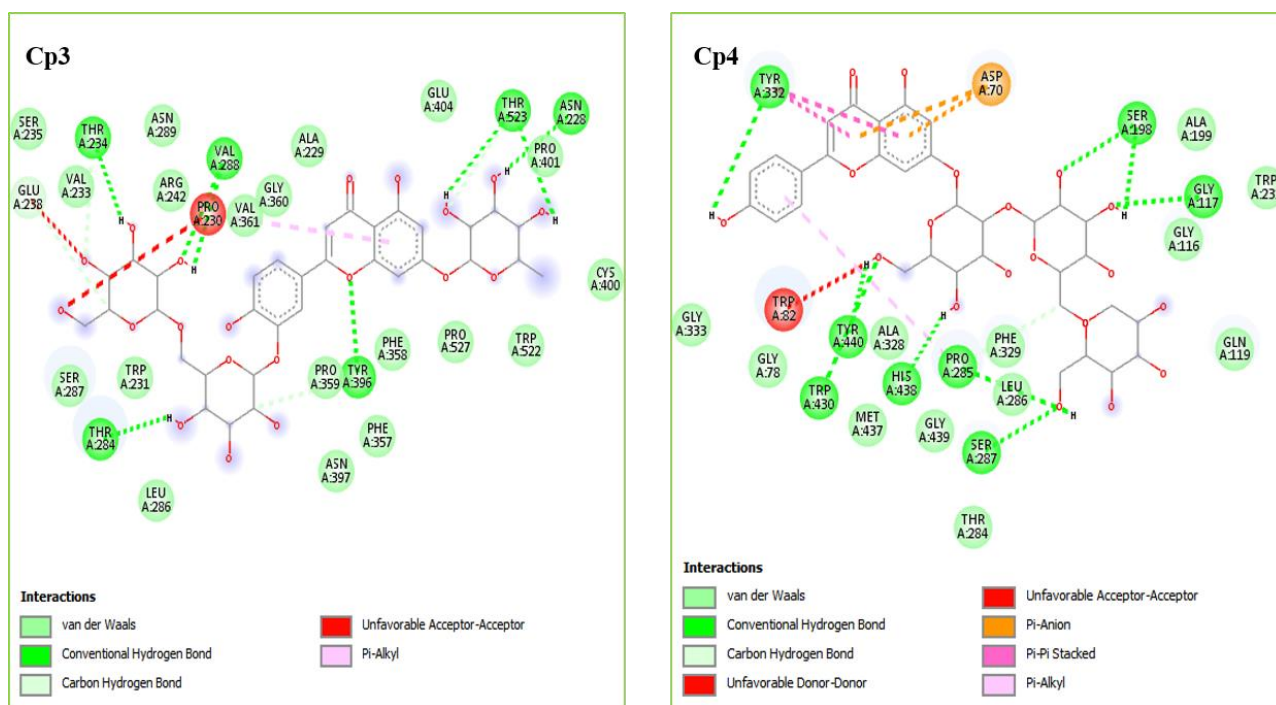 Cp3
GLU
A:404
THR
A:523
ASN
A:228
SER
A:235
THR
A:234
ASN
A:289
VAL
A:288
ALA
A:229
PRO
A:401
GLU
A:238
VAL
A:233
ARG
A:242
PRO
A:230
VAL
A:361
GLY
A:360
H
H
H
H
H
CYS
A:400
SER
A:287
TRP
A:231
PRO
A:359
TYR
A:396
PHE
A:358
PRO
A:527
TRP
A:522
THR
A:284
H
PHE
A:357
ASN
A:397
LEU
A:286
Interactions
van der Waals
Conventional Hydrogen Bond
Carbon Hydrogen Bond
Unfavorable Acceptor-Acceptor
Pi-Alkyl
Cp4
TYR
A:332
ASP
A:70
SER
A:198
ALA
A:199
GLY
A:117
GLY
A:116
H
H
TRP
A:82
GLY
A:333
GLY
A:78
TYR
A:440
ALA
A:328
H
H
TRP
A:430
HIS
A:438
PRO
A:285
PHE
A:329
LEU
A:286
GLN
A:119
MET
A:437
GLY
A:439
H
SER
A:287
THR
A:284
Interactions
van der Waals
Conventional Hydrogen Bond
Carbon Hydrogen Bond
Unfavorable Donor-Donor
Unfavorable Acceptor-Acceptor
Pi-Anion
Pi-Pi Stacked
Pi-Alkyl